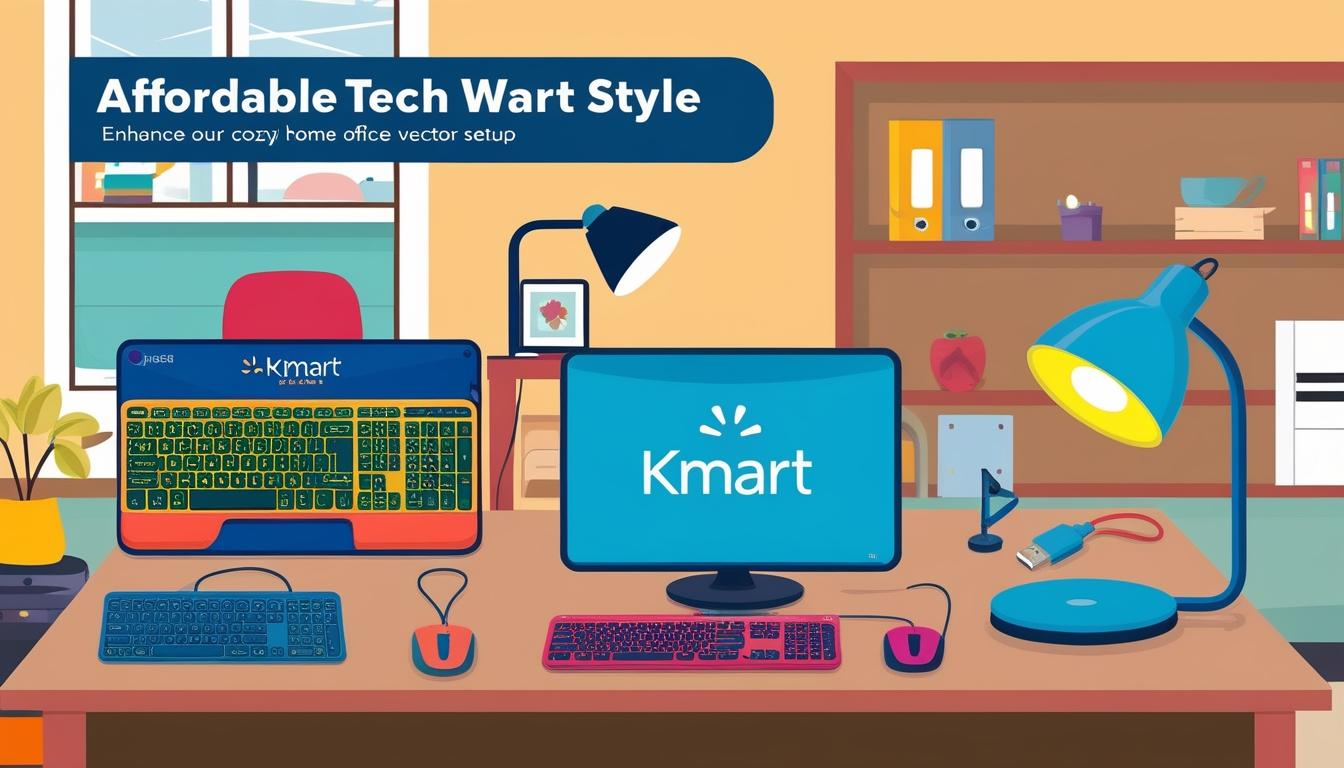 Affordable Tech Wart Style
Enhance our cozy home office vector setup
Kmart
Kmart